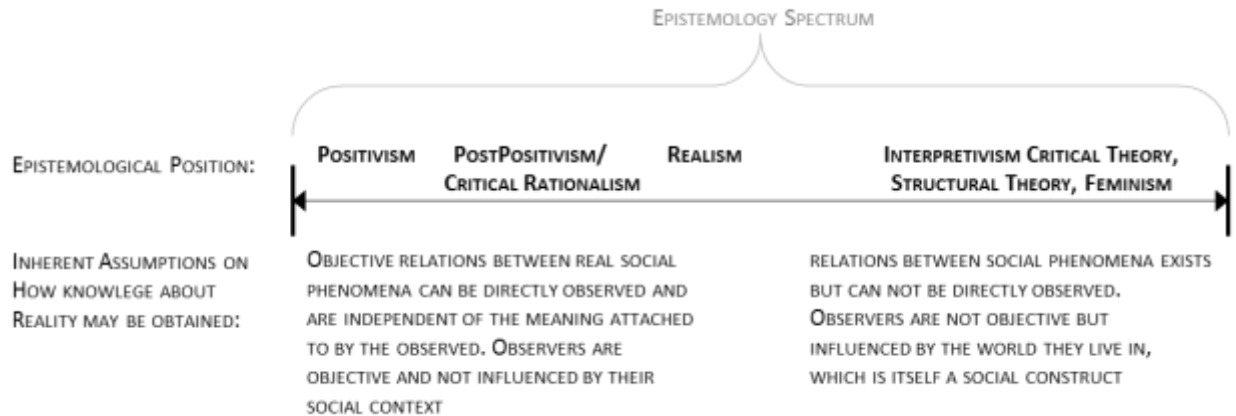 EPISTEMOLOGY SPECTRUM
EPISTEMOLOGICAL POSITION:
POSITIVISM
POSTPOSITIVISM/
CRITICAL RATIONALISM
REALISM
INTERPRETIVISM CRITICAL THEORY,
STRUCTURAL THEORY, FEMINISM
INHERENT ASSUMPTIONS ON
HOW KNOWLEGE ABOUT
REALITY MAY BE OBTAINED:
OBJECTIVE RELATIONS BETWEEN REAL SOCIAL
PHENOMENA CAN BE DIRECTLY OBSERVED AND
ARE INDEPENDENT OF THE MEANING ATTACHED
TO BY THE OBSERVED. OBSERVERS ARE
OBJECTIVE AND NOT INFLUENCED BY THEIR
SOCIAL CONTEXT
RELATIONS BETWEEN SOCIAL PHENOMENA EXISTS
BUT CAN NOT BE DIRECTLY OBSERVED.
OBSERVERS ARE NOT OBJECTIVE BUT
INFLUENCED BY THE WORLD THEY LIVE IN,
WHICH IS ITSELF A SOCIAL CONSTRUCT